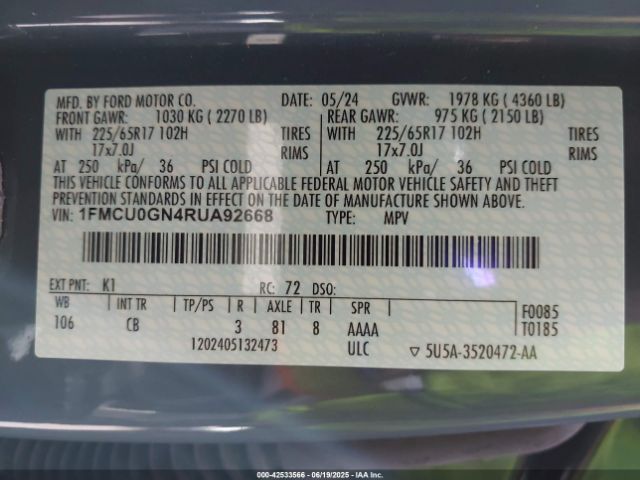 MFD. BY FORD MOTOR CO. DATE: 05/24 GVWR: 1978 KG ( 4360 LB)
FRONT GAWR: 1030 KG ( 2270 LB) REAR GAWR: 975 KG ( 2150 LB)
WITH 225/65R17 102H TIRES WITH 225/65R17 102H TIRES
17x7.0J RIMS 17x7.0J RIMS
AT 250 kPa/ 36 PSI COLD AT 250 kPa/ 36 PSI COLD
THIS VEHICLE CONFORMS TO ALL APPLICABLE FEDERAL MOTOR VEHICLE SAFETY AND THEFT
PREVENTION STANDARDS IN EFFECT ON THE DATE OF MANUFACTURE SHOWN ABOVE.
VIN: 1FMCU0GN4RUA92668 TYPE: MPV
EXT PNT: K1 RC: 72 DSO:
WB INT TR TP/PS R AXLE TR SPR F0085
106 CB 3 81 8 AAAA T0185
1202405132473 ULC ▽ 5U5A-3520472-AA
000-42533566 - 06/19/2025 - IAA Inc.